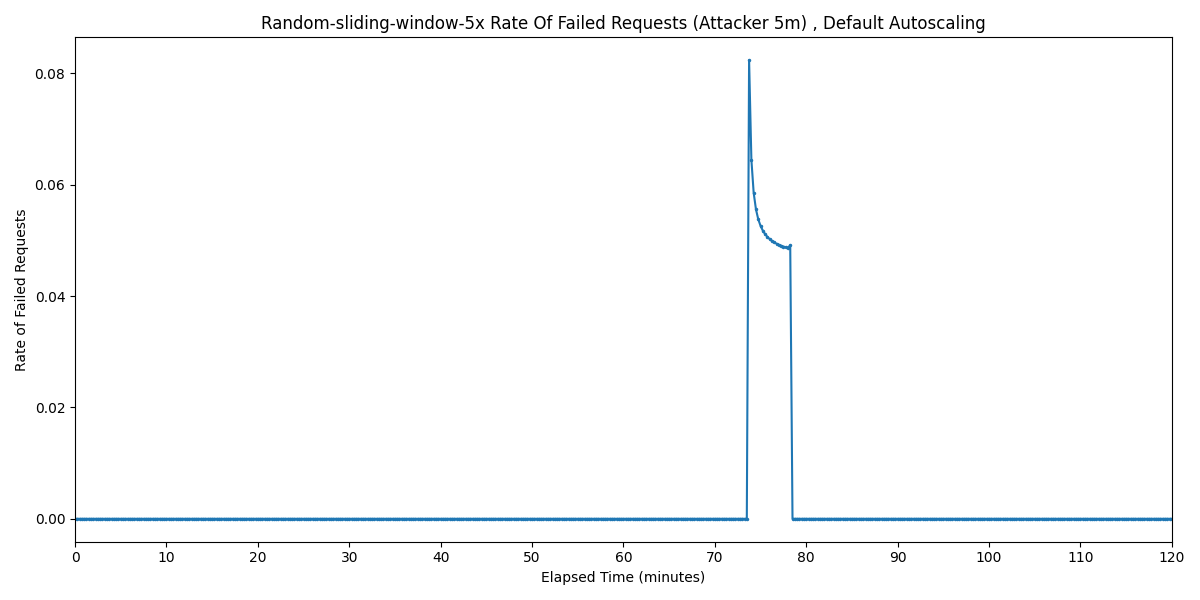 Random-sliding-window-5x Rate Of Failed Requests (Attacker 5m) , Default Autoscaling
0.08
0.06
0.04
0.02
0.00
Rate of Failed Requests
0 10 20 30 40 50 60 70 80 90 100 110 120
Elapsed Time (minutes)